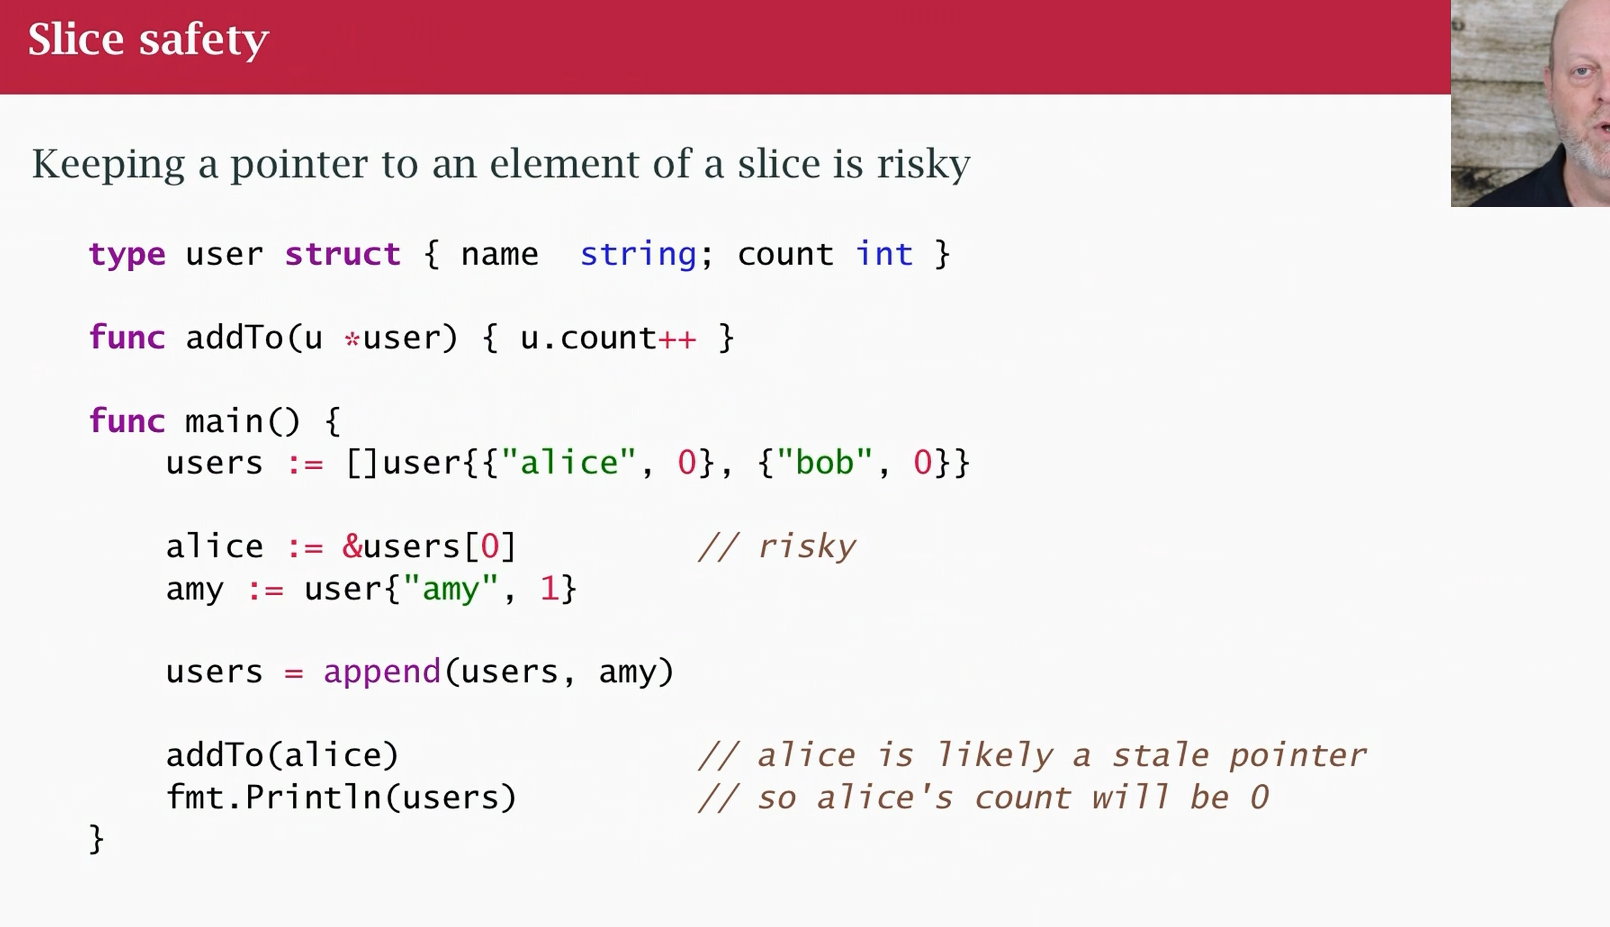 Slice safety
Keeping a pointer to an element of a slice is risky
type user struct { name  string; count int }
func addTo(u *user) { u.count++ }
func main() {
    users := []user{{"alice", 0}, {"bob", 0}}
    alice := &users[0]         // risky
    amy := user{"amy", 1}
    users = append(users, amy)
    addTo(alice)               // alice is likely a stale pointer
    fmt.Println(users)         // so alice's count will be 0
}